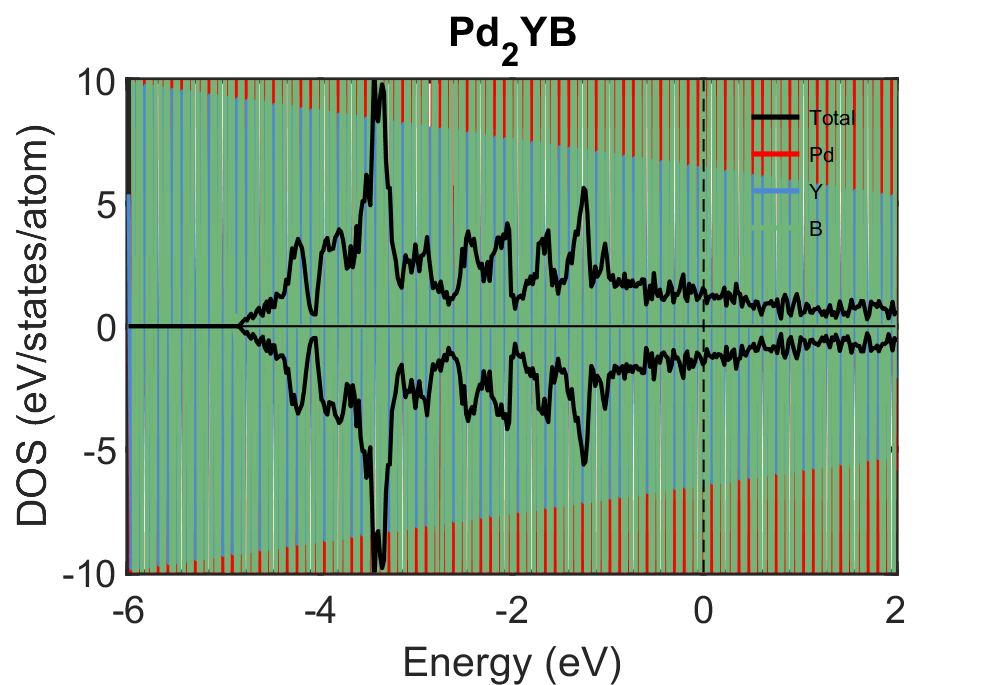 Pd2YB
10
5
0
-5
-10
DOS (eV/states/atom)
Total
Pd
Y
B
-6
-4
-2
0
2
Energy (eV)